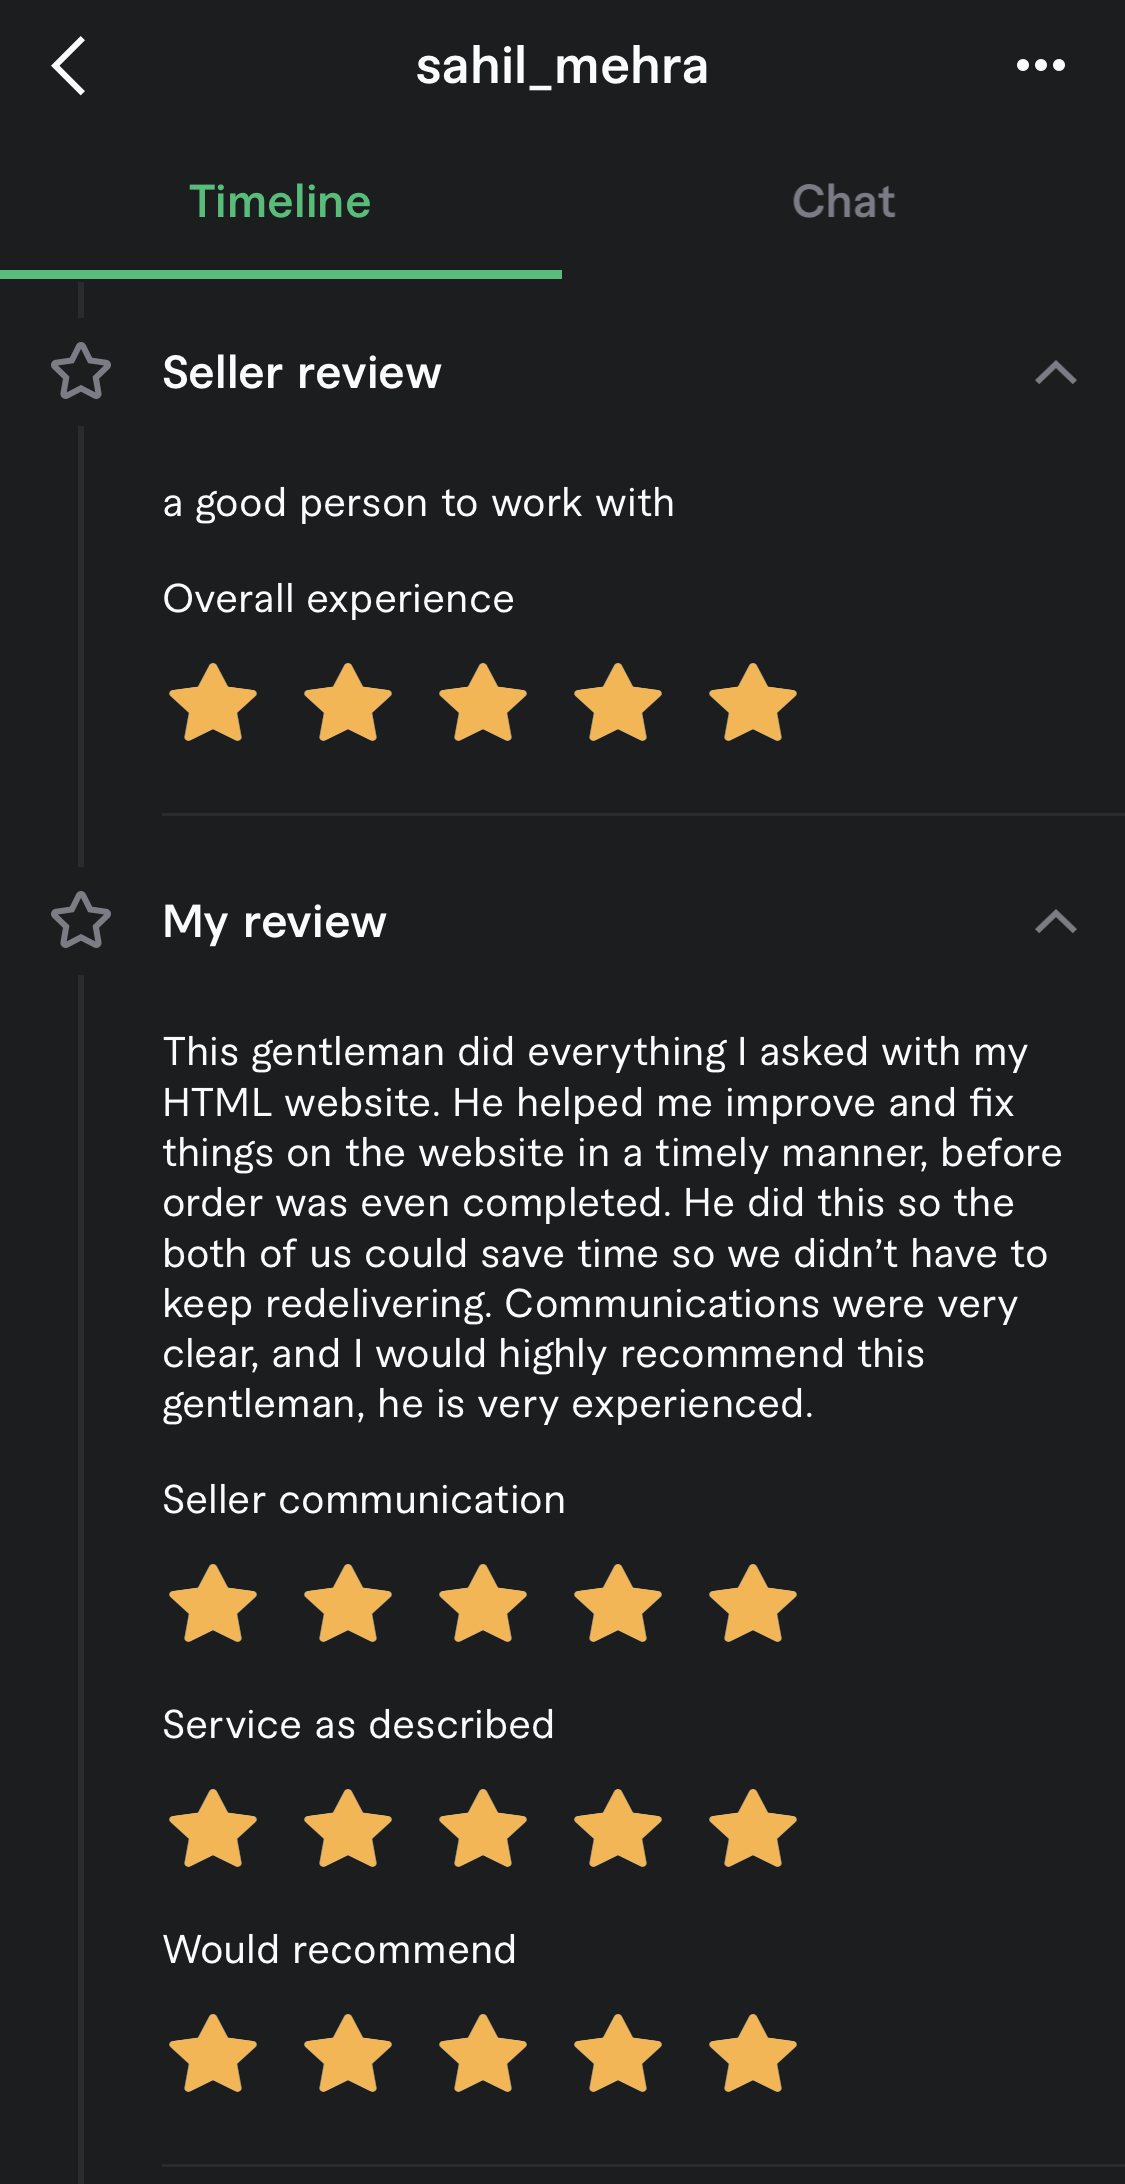 sahil_mehra
Timeline
Chat
Seller review
a good person to work with
Overall experience
My review
This gentleman did everything I asked with my
HTML website. He helped me improve and fix
things on the website in a timely manner, before
order was even completed. He did this so the
both of us could save time so we didn’t have to
keep redelivering. Communications were very
clear, and I would highly recommend this
gentleman, he is very experienced.
Seller communication
Service as described
Would recommend